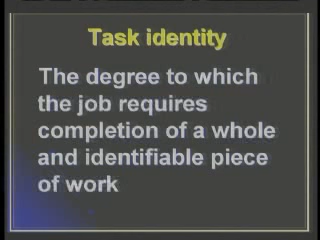 Task identity
The degree to which
the job requires
completion of a whole
and identifiable piece
of work